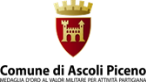 Comune di Ascoli Piceno
MEDAGLIA D'ORO AL VALOR MILITARE PER ATTIVITÀ PARTIGIANA